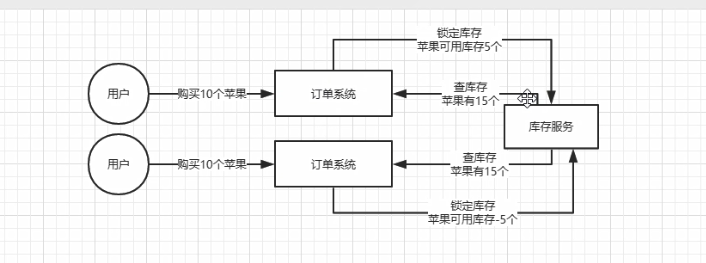 锁定库存
苹果可用库存5个
用户
购买10个苹果
订单系统
查库存
苹果有15个
库存服务
用户
购买10个苹果
订单系统
查库存
苹果有15个
锁定库存
苹果可用库存-5个